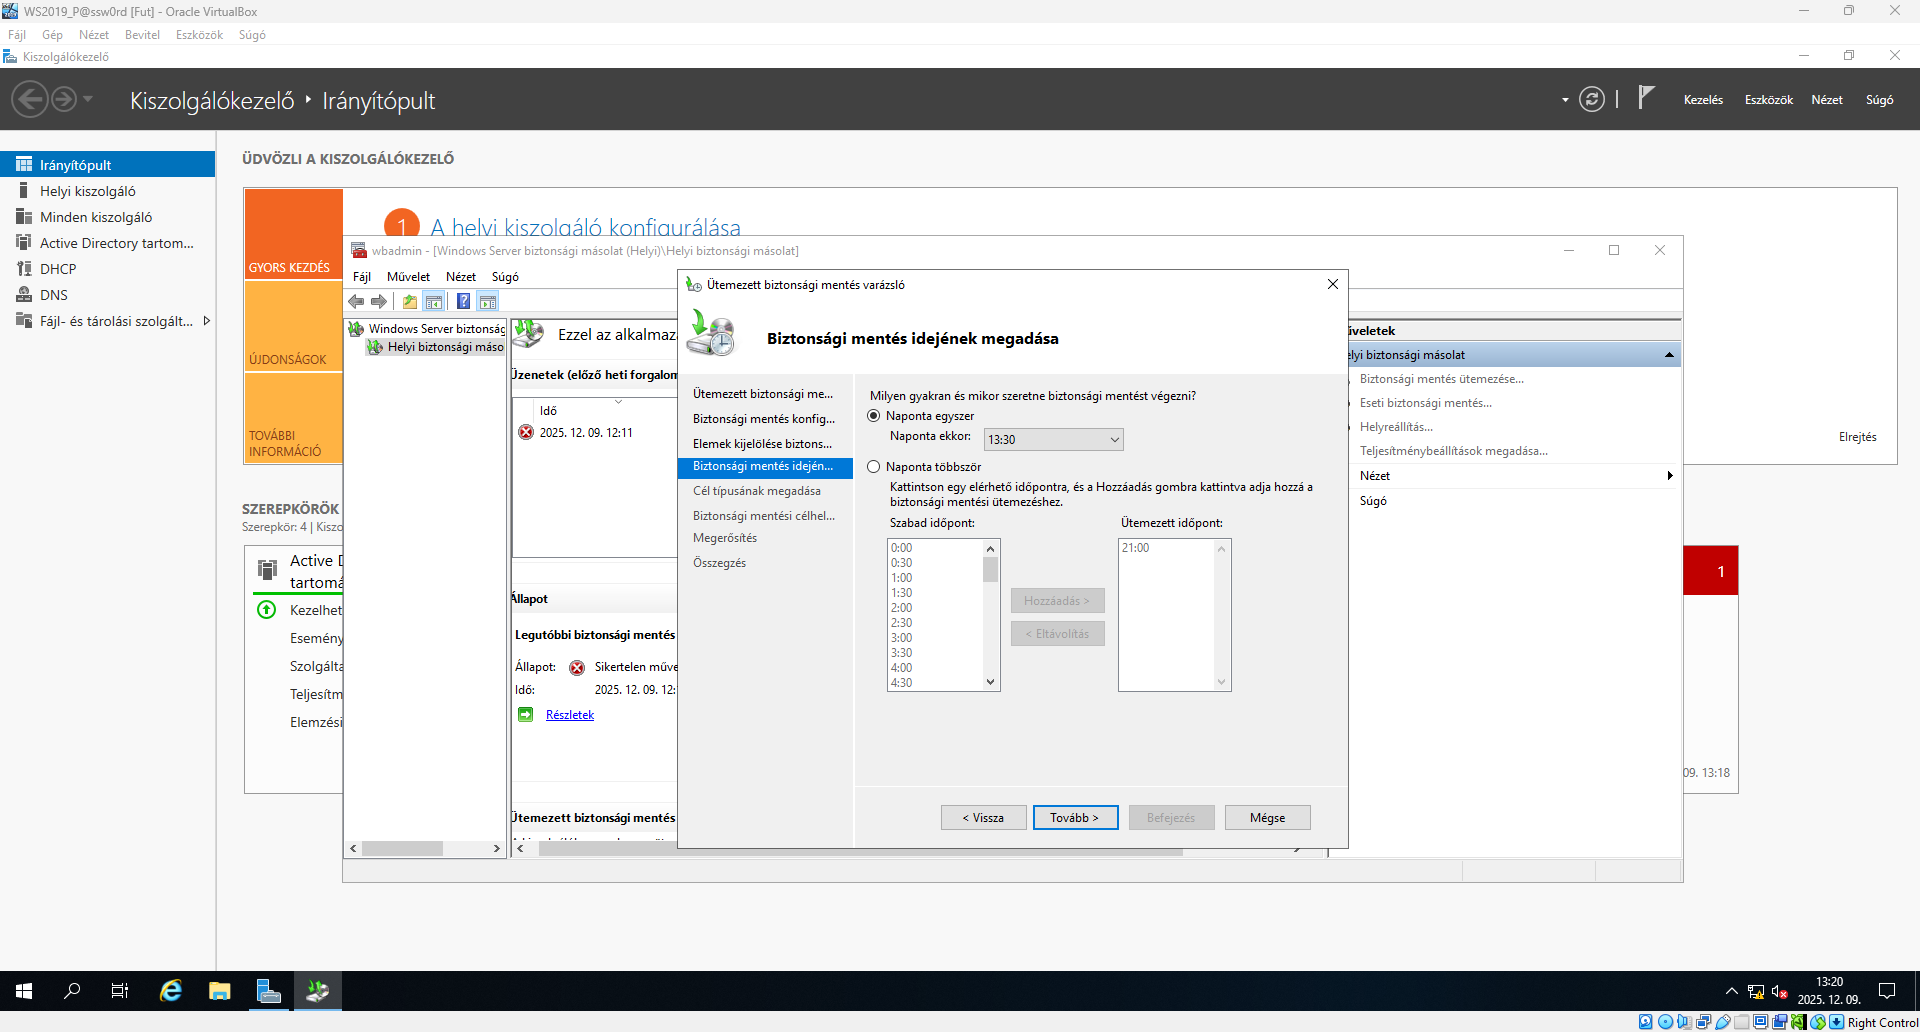 WS2019_P@ssw0rd [Fut] - Oracle VirtualBox
Fájl Gép Nézet Bevitel Eszközök Súgó
Kiszolgálókezelő
Kiszolgálókezelő ‣ Irányítópult
Kezelés Eszközök Nézet Súgó
Irányítópult
Helyi kiszolgáló
Minden kiszolgáló
Active Directory tartom...
DHCP
DNS
Fájl- és tárolási szolgált...
ÜDVÖZLI A KISZOLGÁLÓKEZELŐ
GYORS KEZDÉS
ÚJDONSÁGOK
TOVÁBBI
INFORMÁCIÓ
1 A helyi kiszolgáló konfigurálása
Elrejtés
SZEREPKÖRÖK
Szerepkör: 4 | Kiszo
Active D
tartomá
Kezelhet
Esemény
Szolgálta
Teljesítm
Elemzési
1
09. 13:18
wbadmin - [Windows Server biztonsági másolat (Helyi)\Helyi biztonsági másolat]
Fájl Művelet Nézet Súgó
Windows Server biztonság
Helyi biztonsági máso
Ezzel az alkalmaza
Üzenetek (előző heti forgalom
Idő
2025. 12. 09. 12:11
Állapot
Legutóbbi biztonsági mentés
Állapot: Sikertelen műve
Idő: 2025. 12. 09. 12:
Részletek
Ütemezett biztonsági mentés
űveletek
elyi biztonsági másolat
Biztonsági mentés ütemezése...
Eseti biztonsági mentés...
Helyreállítás...
Teljesítménybeállítások megadása...
Nézet
Súgó
Ütemezett biztonsági mentés varázsló
Biztonsági mentés idejének megadása
Ütemezett biztonsági me...
Biztonsági mentés konfig...
Elemek kijelölése biztons...
Biztonsági mentés idején...
Cél típusának megadása
Biztonsági mentési célhel...
Megerősítés
Összegzés
Milyen gyakran és mikor szeretne biztonsági mentést végezni?
Naponta egyszer
Naponta ekkor: 13:30
Naponta többször
Kattintson egy elérhető időpontra, és a Hozzáadás gombra kattintva adja hozzá a
biztonsági mentési ütemezéshez.
Szabad időpont: Ütemezett időpont:
0:00
0:30
1:00
1:30
2:00
2:30
3:00
3:30
4:00
4:30
Hozzáadás >
< Eltávolítás
21:00
< Vissza Tovább > Befejezés Mégse
13:20
2025. 12. 09.
Right Control